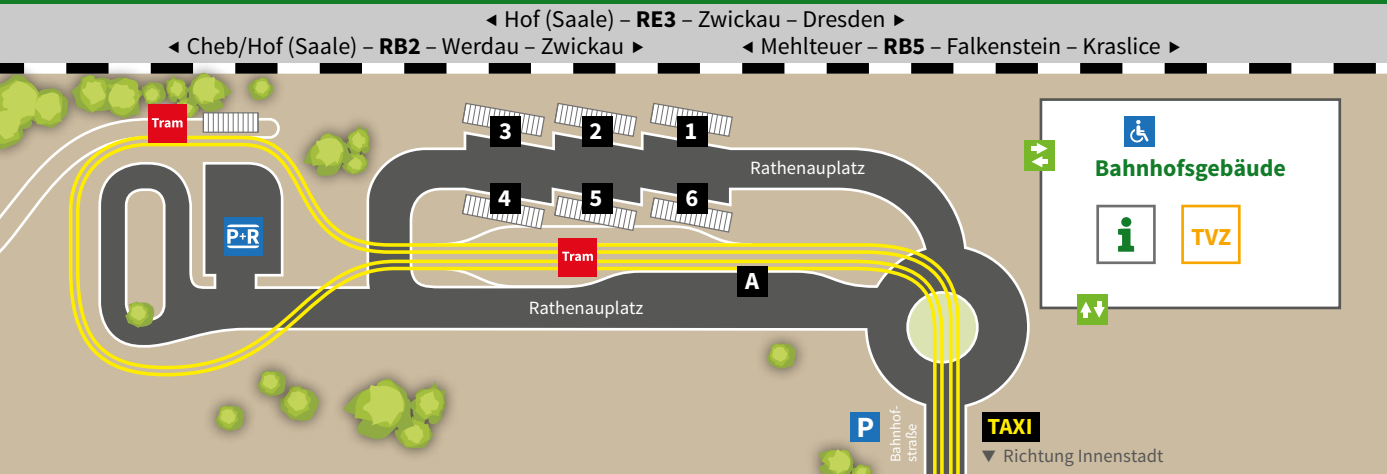 ◄ Hof (Saale) – RE3 – Zwickau – Dresden ►
◄ Cheb/Hof (Saale) – RB2 – Werdau – Zwickau ►
◄ Mehlteuer – RB5 – Falkenstein – Kraslice ►
Tram
3
2
1
Rathenauplatz
Bahnhofsgebäude
4
5
6
P+R
i
TVZ
Tram
A
Rathenauplatz
P
Bahnhof-
straße
TAXI
▼ Richtung Innenstadt